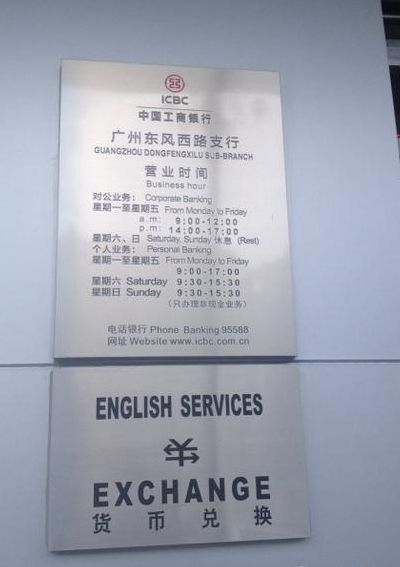 ICBC
中国工商银行
广州东风西路支行
GUANGZHOU DONGFENGXILU SUB-BRANCH
营业时间
Business hour
对公业务： Corporate Banking
星期一至星期五 From Monday to Friday
a.m: 9:00-12:00
p.m: 14:00-17:00
星期六、日 Saturday, Sunday 休息 (Rest)
个人业务： Personal Banking
星期一至星期五 From Monday to Friday
9:00-17:00
星期六 Saturday 9:30-15:30
星期日 Sunday 9:30-15:30
（只办理非现金业务）
电话银行 Phone Banking 95588
网址 Website www.icbc.com.cn
ENGLISH SERVICES
EXCHANGE
货币兑换